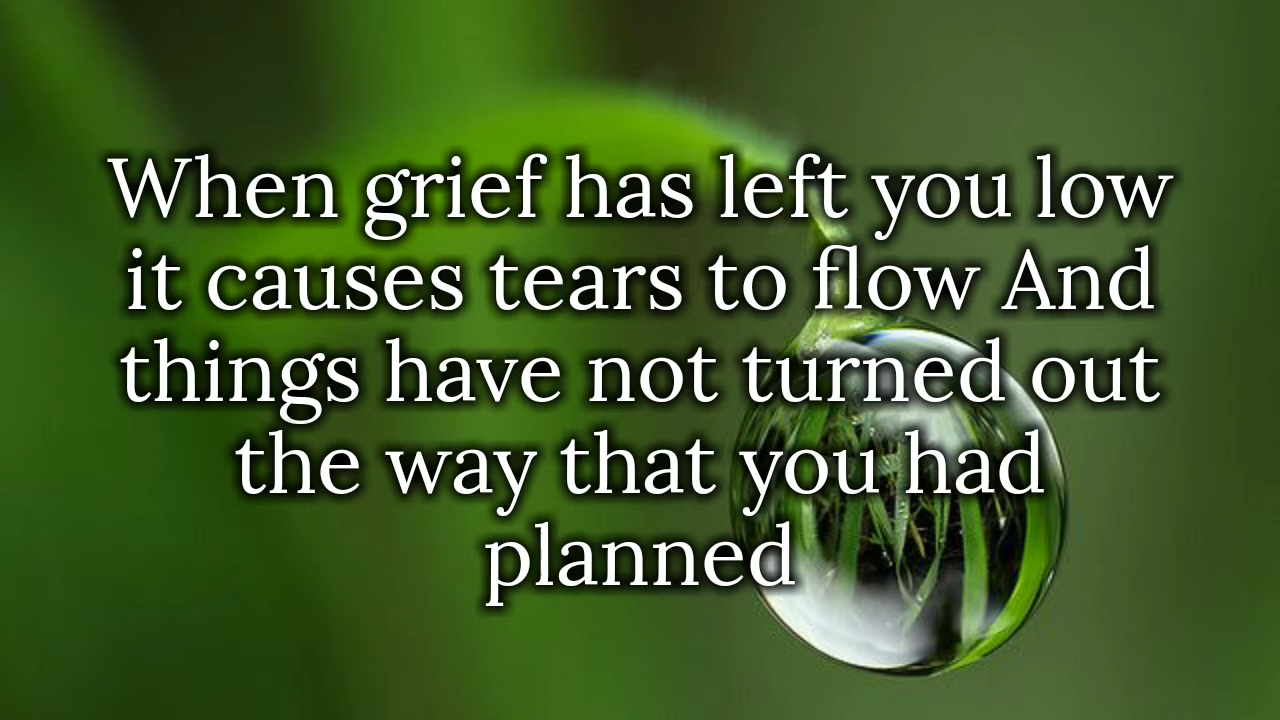 When grief has left you low
it causes tears to flow And
things have not turned out
the way that you had
planned